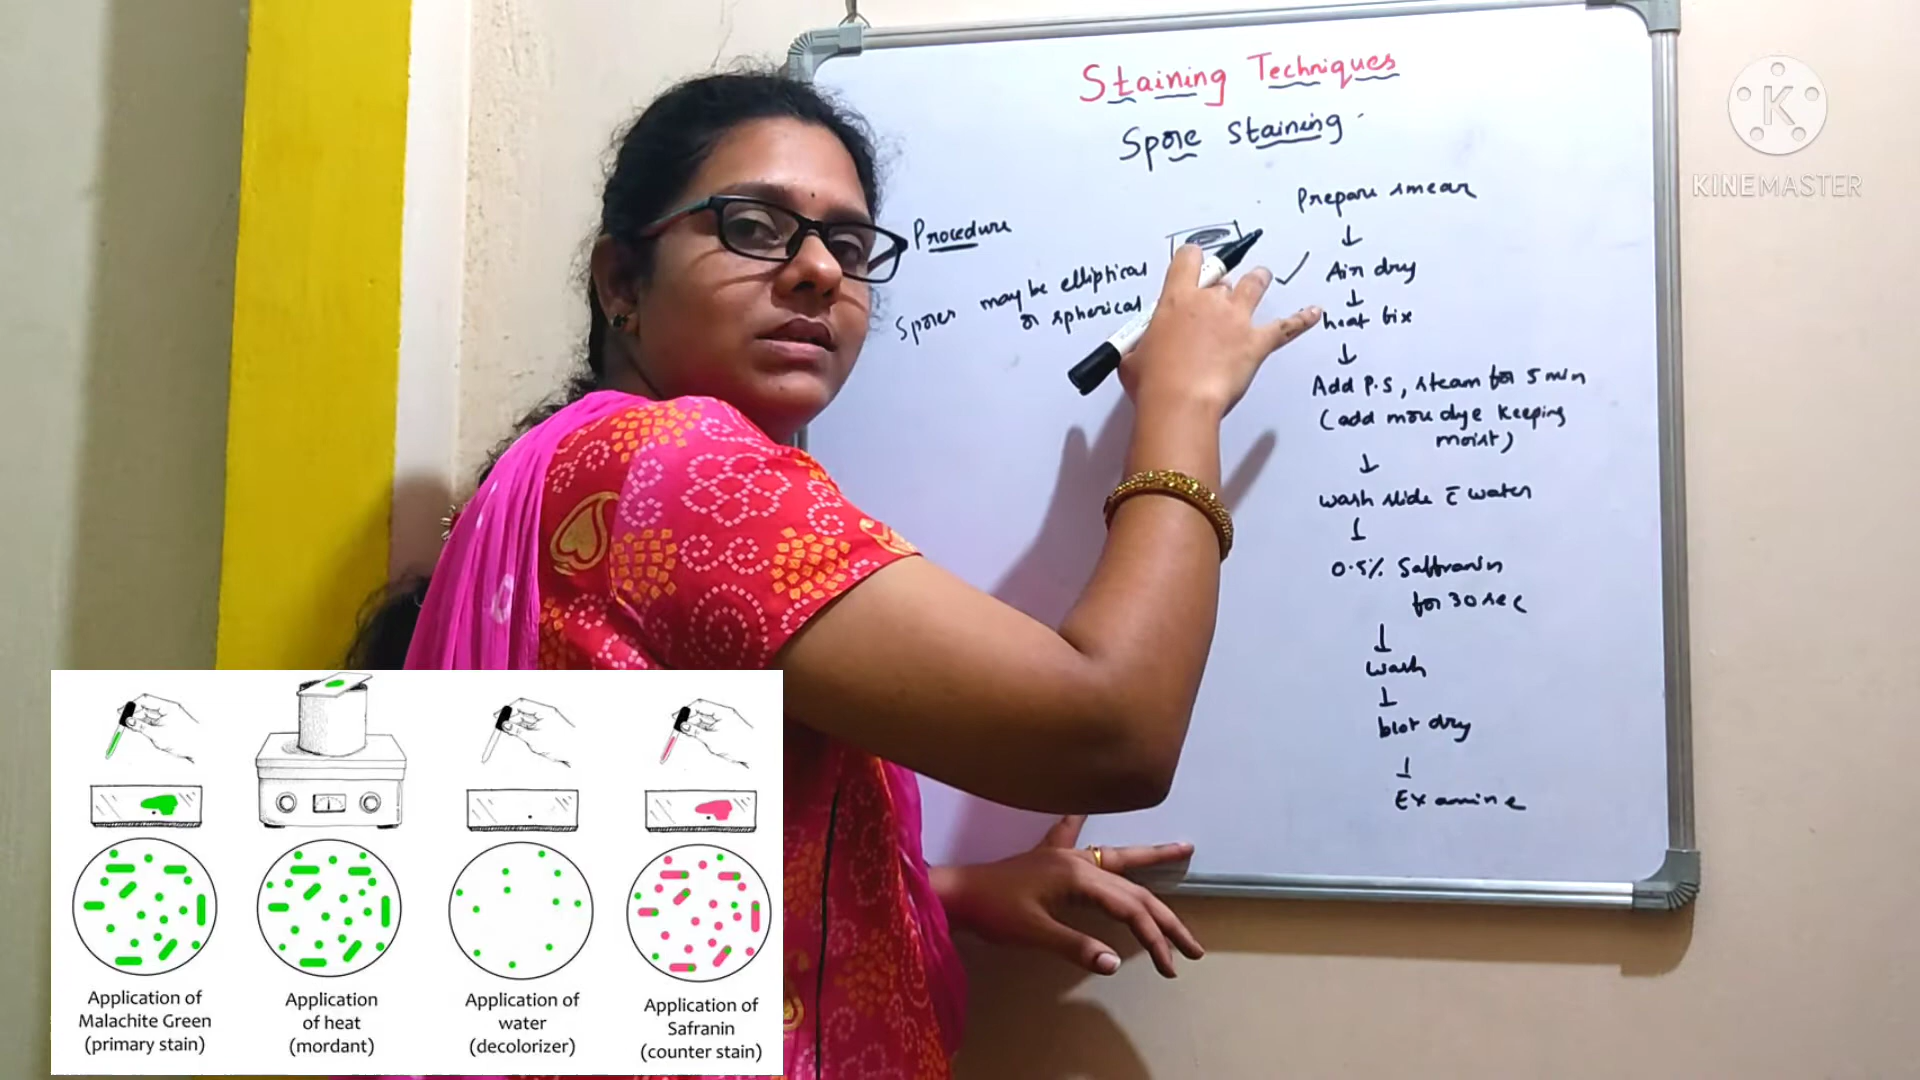 Staining Techniques
Spore staining
KINEMASTER
Procedure
Spores may be elliptical
or spherical
Prepare smear
Air dry
heat fix
Add P.S, steam for 5 min
(add more dye keeping
moist)
wash slide c̄ water
0.5% Saffranin
for 30 sec
wash
blot dry
Examine
Application of
Malachite Green
(primary stain)
Application
of heat
(mordant)
Application of
water
(decolorizer)
Application of
Safranin
(counter stain)